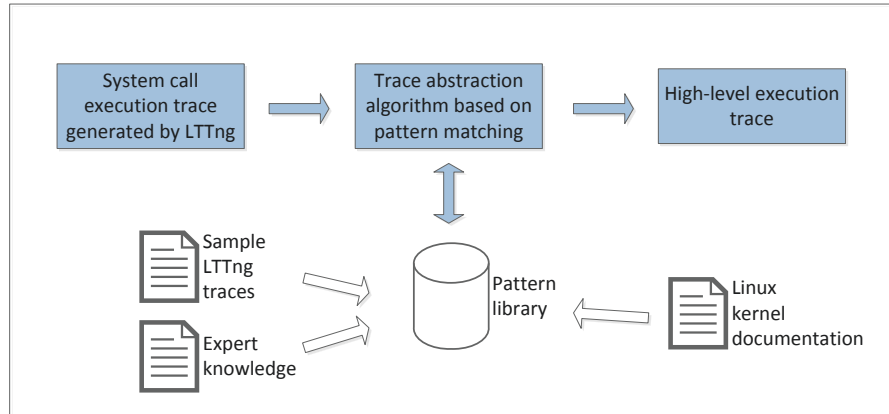 System call
execution trace
generated by LTTng
Trace abstraction
algorithm based on
pattern matching
High-level execution
trace
Sample
LTTng
traces
Expert
knowledge
Pattern
library
Linux
kernel
documentation